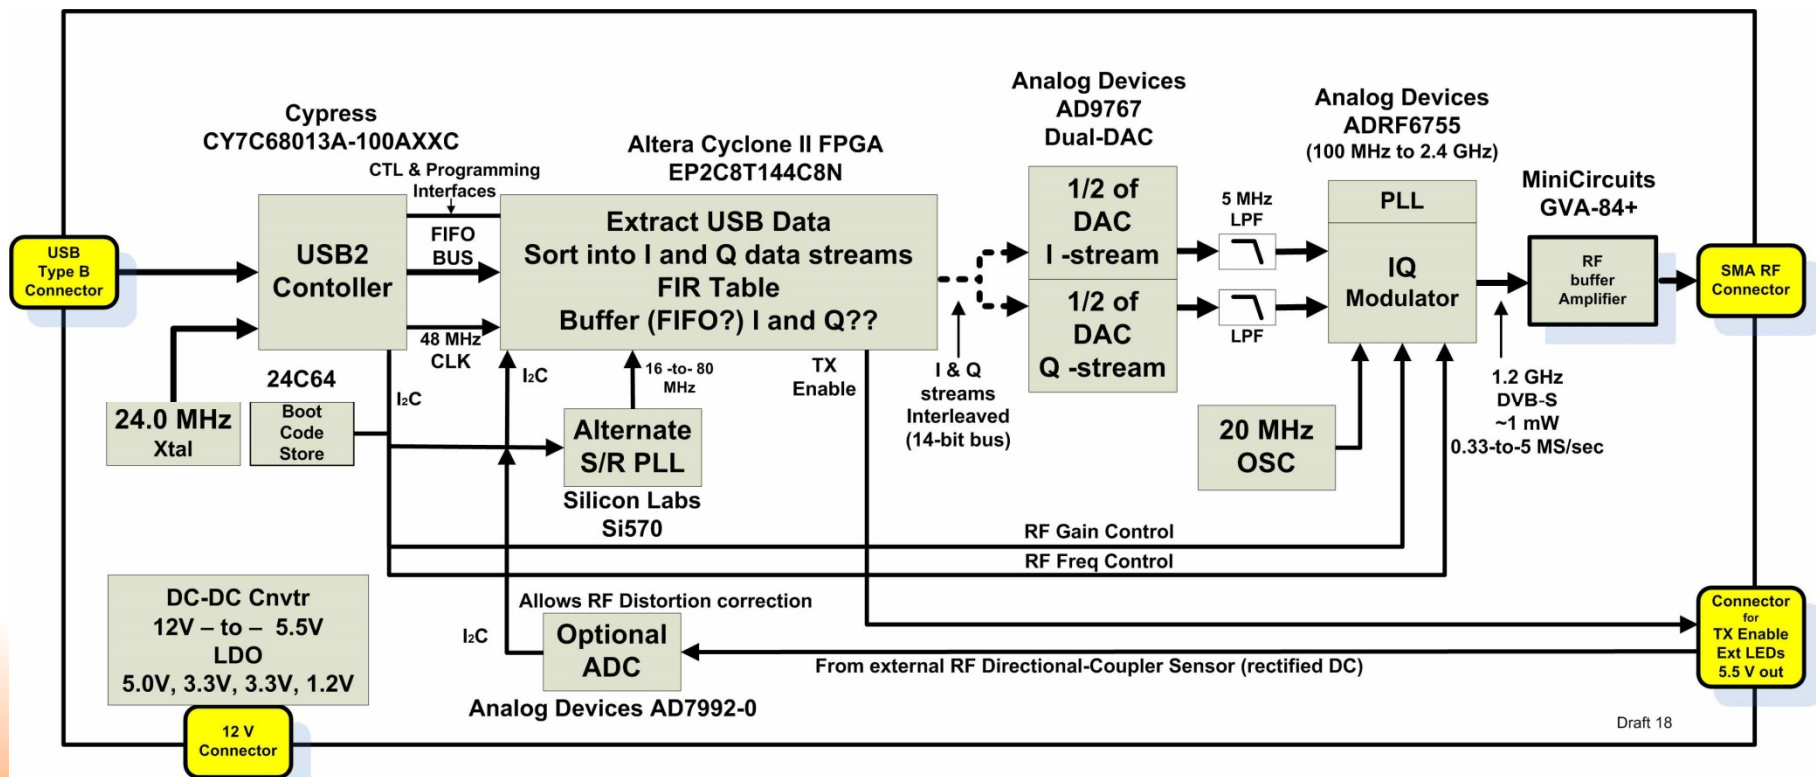 Cypress
CY7C68013A-100AXXC
CTL & Programming
Interfaces
Altera Cyclone II FPGA
EP2C8T144C8N
Analog Devices
AD9767
Dual-DAC
Analog Devices
ADRF6755
(100 MHz to 2.4 GHz)
MiniCircuits
GVA-84+
USB
Type B
Connector
USB2
Contoller
FIFO
BUS
48 MHz
CLK
Extract USB Data
Sort into I and Q data streams
FIR Table
Buffer (FIFO?) I and Q??
1/2 of
DAC
I -stream
1/2 of
DAC
Q -stream
5 MHz
LPF
LPF
PLL
IQ
Modulator
RF
buffer
Amplifier
SMA RF
Connector
24.0 MHz
Xtal
24C64
Boot
Code
Store
I2C
I2C
16 -to- 80
MHz
TX
Enable
I & Q
streams
Interleaved
(14-bit bus)
20 MHz
OSC
1.2 GHz
DVB-S
~1 mW
0.33-to-5 MS/sec
Alternate
S/R PLL
Silicon Labs
Si570
RF Gain Control
RF Freq Control
DC-DC Cnvtr
12V – to – 5.5V
LDO
5.0V, 3.3V, 3.3V, 1.2V
12 V
Connector
Allows RF Distortion correction
I2C
Optional
ADC
Analog Devices AD7992-0
From external RF Directional-Coupler Sensor (rectified DC)
Connector
for
TX Enable
Ext LEDs
5.5 V out
Draft 18